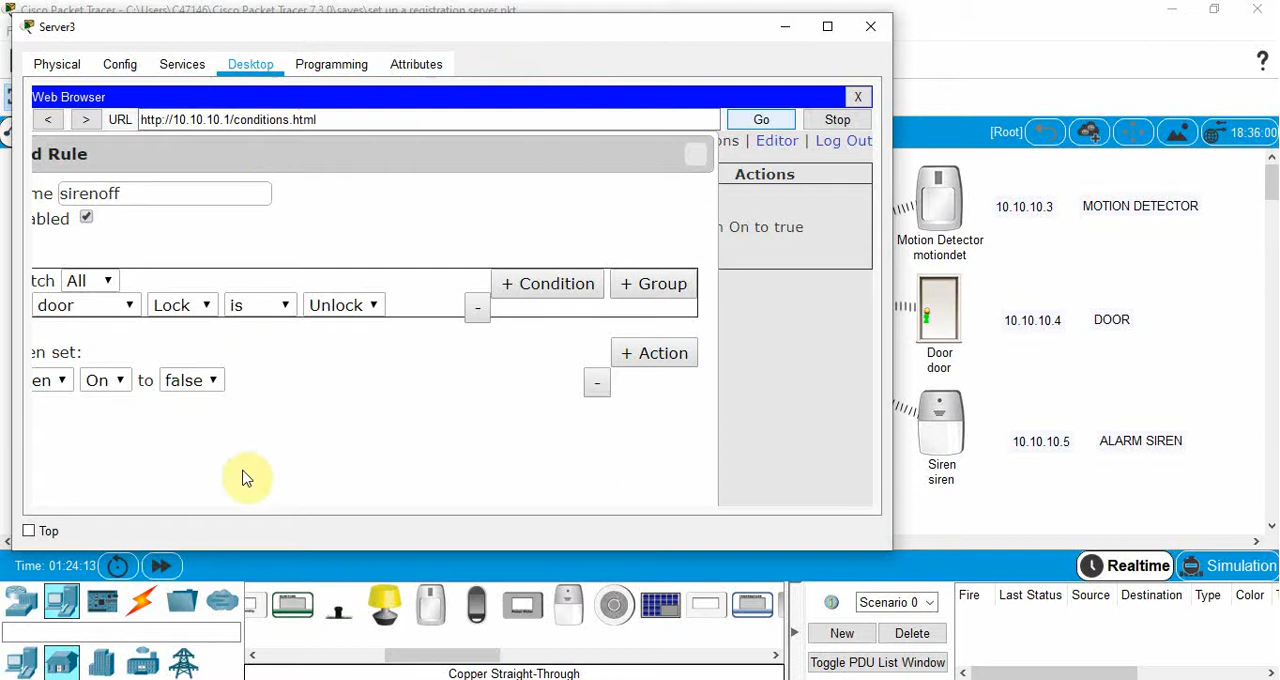 Cisco Packet Tracer - C:\Users\C47146\Cisco Packet Tracer 7.3.0\saves\set up a registration server.pkt
Server3
Physical
Config
Services
Desktop
Programming
Attributes
Web Browser
X
<
>
URL
http://10.10.10.1/conditions.html
Go
Stop
ons | Editor | Log Out
d Rule
Actions
me
sirenoff
abled
n On to true
tch
All
+ Condition
+ Group
door
Lock
is
Unlock
-
en set:
+ Action
en
On
to
false
-
Top
?
[Root]
18:36:00
10.10.10.3
MOTION DETECTOR
Motion Detector
motiondet
10.10.10.4
DOOR
Door
door
10.10.10.5
ALARM SIREN
Siren
siren
Time: 01:24:13
Realtime
Simulation
Scenario 0
New
Delete
Toggle PDU List Window
Fire
Last Status
Source
Destination
Type
Color
Copper Straight-Through